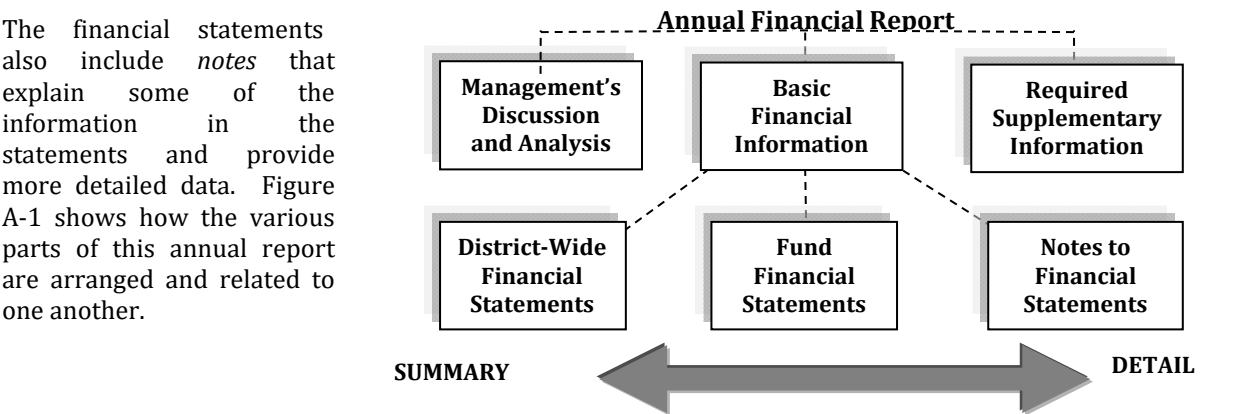 The financial statements
also include notes that
explain some of the
information in the
statements and provide
more detailed data. Figure
A-1 shows how the various
parts of this annual report
are arranged and related to
one another.
Annual Financial Report
Management's
Discussion
and Analysis
Basic
Financial
Information
Required
Supplementary
Information
District-Wide
Financial
Statements
Fund
Financial
Statements
Notes to
Financial
Statements
SUMMARY
DETAIL